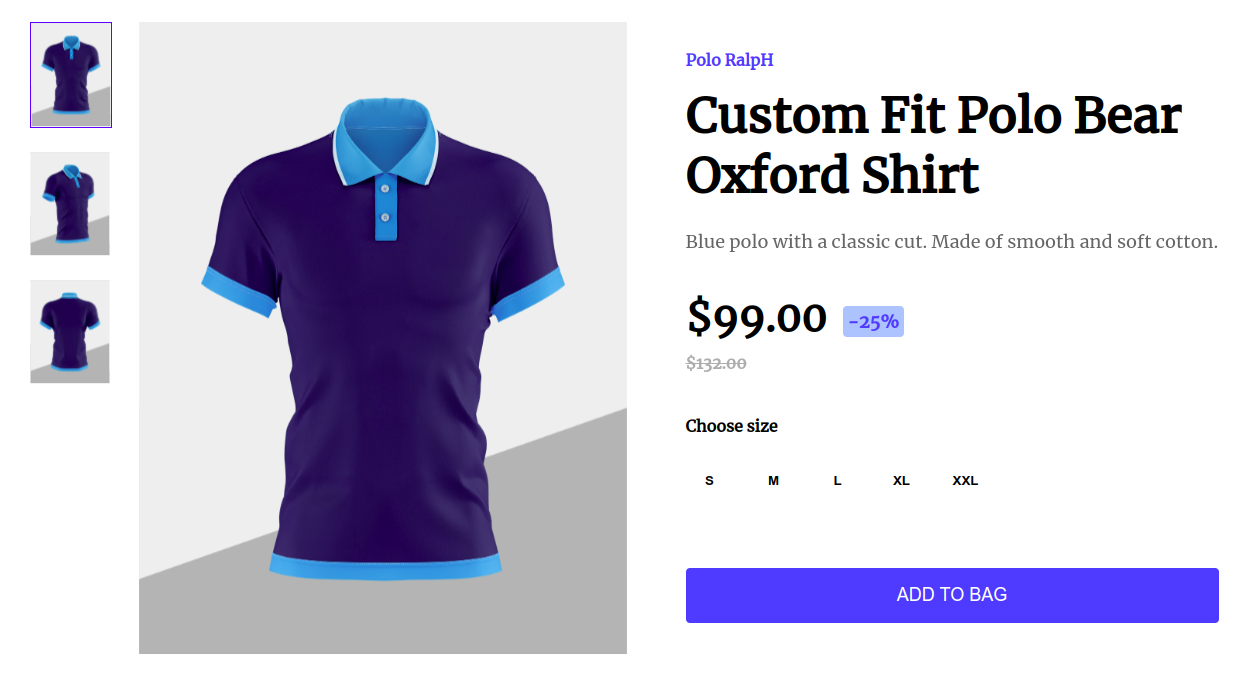 Polo RalpH
Custom Fit Polo Bear
Oxford Shirt
Blue polo with a classic cut. Made of smooth and soft cotton.
$99.00 -25%
$132.00
Choose size
S M L XL XXL
ADD TO BAG